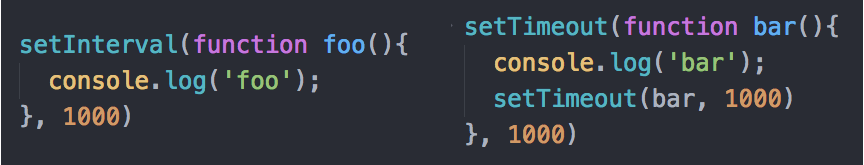 setInterval(function foo(){
  console.log('foo');
}, 1000)
setTimeout(function bar(){
  console.log('bar');
  setTimeout(bar, 1000)
}, 1000)